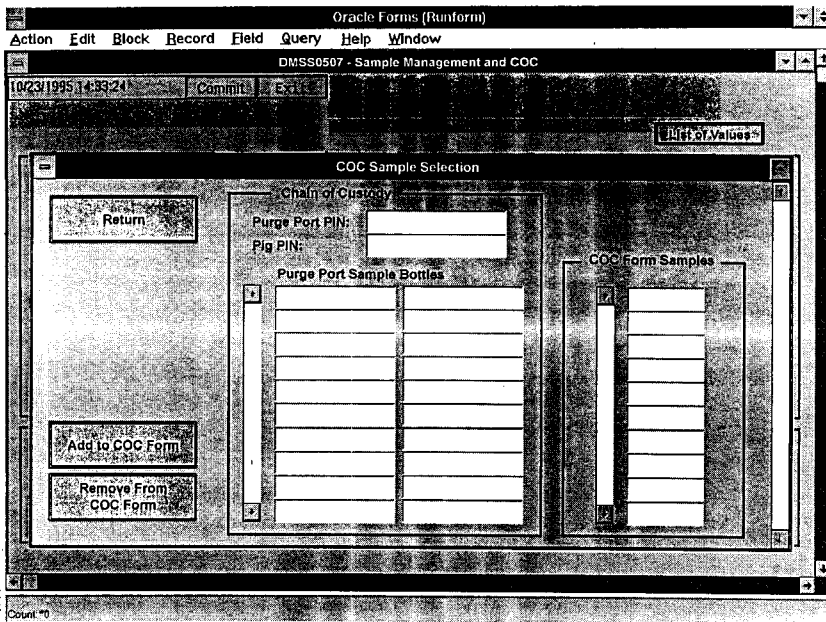 Oracle Forms (Runform)
Action Edit Block Record Field Query Help Window
DMSS0507 - Sample Management and COC
10/23/1995 14:33:24 Commit Exit
List of Values
COC Sample Selection
Return
Chain of Custody
Purge Port PIN:
Pig PIN:
Purge Port Sample Bottles
COC Form Samples
Add to COC Form
Remove From
COC Form
Count: *0